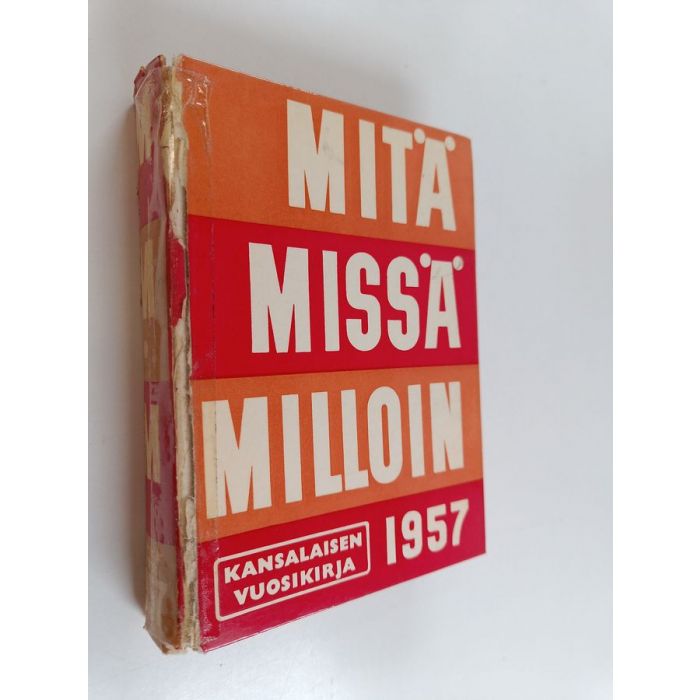 MITÄ
MISSÄ
MILLOIN
KANSALAISEN
VUOSIKIRJA
1957